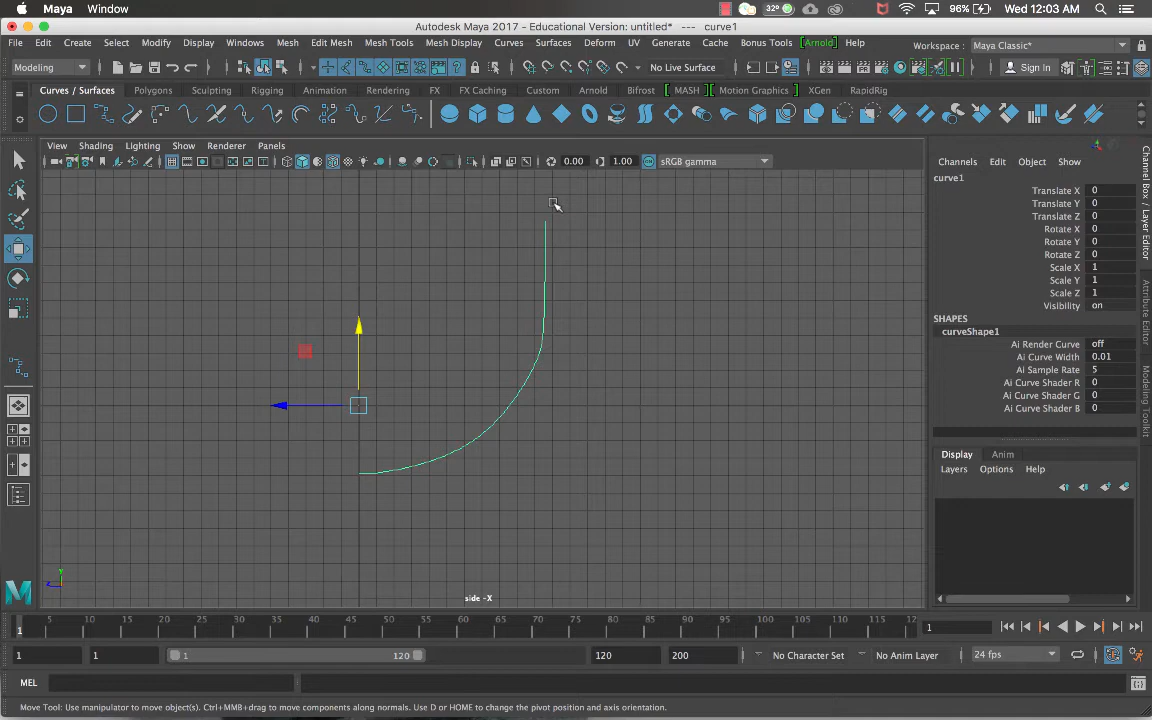 Maya Window 32° 96% Wed 12:03 AM
Autodesk Maya 2017 - Educational Version: untitled* --- curve1
File Edit Create Select Modify Display Windows Mesh Edit Mesh Mesh Tools Mesh Display Curves Surfaces Deform UV Generate Cache Bonus Tools [Arnold] Help Workspace : Maya Classic*
Modeling No Live Surface Sign In
Curves / Surfaces Polygons Sculpting Rigging Animation Rendering FX FX Caching Custom Arnold Bifrost MASH Motion Graphics XGen RapidRig
View Shading Lighting Show Renderer Panels
0.00 1.00 sRGB gamma
Channels Edit Object Show
curve1
Translate X 0
Translate Y 0
Translate Z 0
Rotate X 0
Rotate Y 0
Rotate Z 0
Scale X 1
Scale Y 1
Scale Z 1
Visibility on
SHAPES
curveShape1
Ai Render Curve off
Ai Curve Width 0.01
Ai Sample Rate 5
Ai Curve Shader R 0
Ai Curve Shader G 0
Ai Curve Shader B 0
Display Anim
Layers Options Help
Channel Box / Layer Editor
Attribute Editor
Modeling Toolkit
y
z
side -X
5 10 15 20 25 30 35 40 45 50 55 60 65 70 75 80 85 90 95 100 105 110 12
1 1
1 1 1 120 120 200 No Character Set No Anim Layer 24 fps
MEL
Move Tool: Use manipulator to move object(s). Ctrl+MMB+drag to move components along normals. Use D or HOME to change the pivot position and axis orientation.